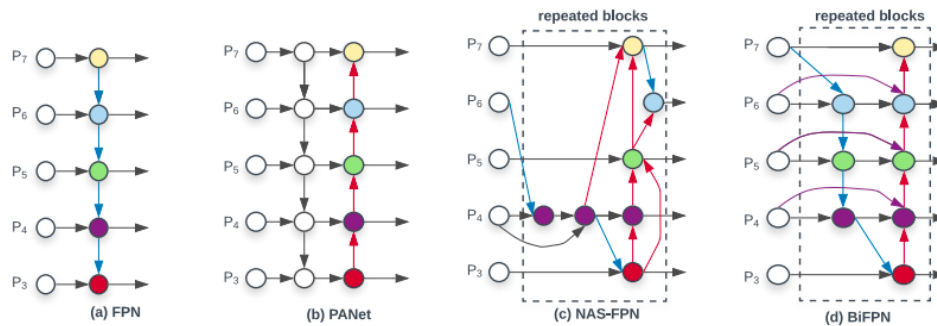 repeated blocks
repeated blocks
P7
P6
P5
P4
P3
(a) FPN
P7
P6
P5
P4
P3
(b) PANet
P7
P6
P5
P4
P3
(c) NAS-FPN
P7
P6
P5
P4
P3
(d) BiFPN